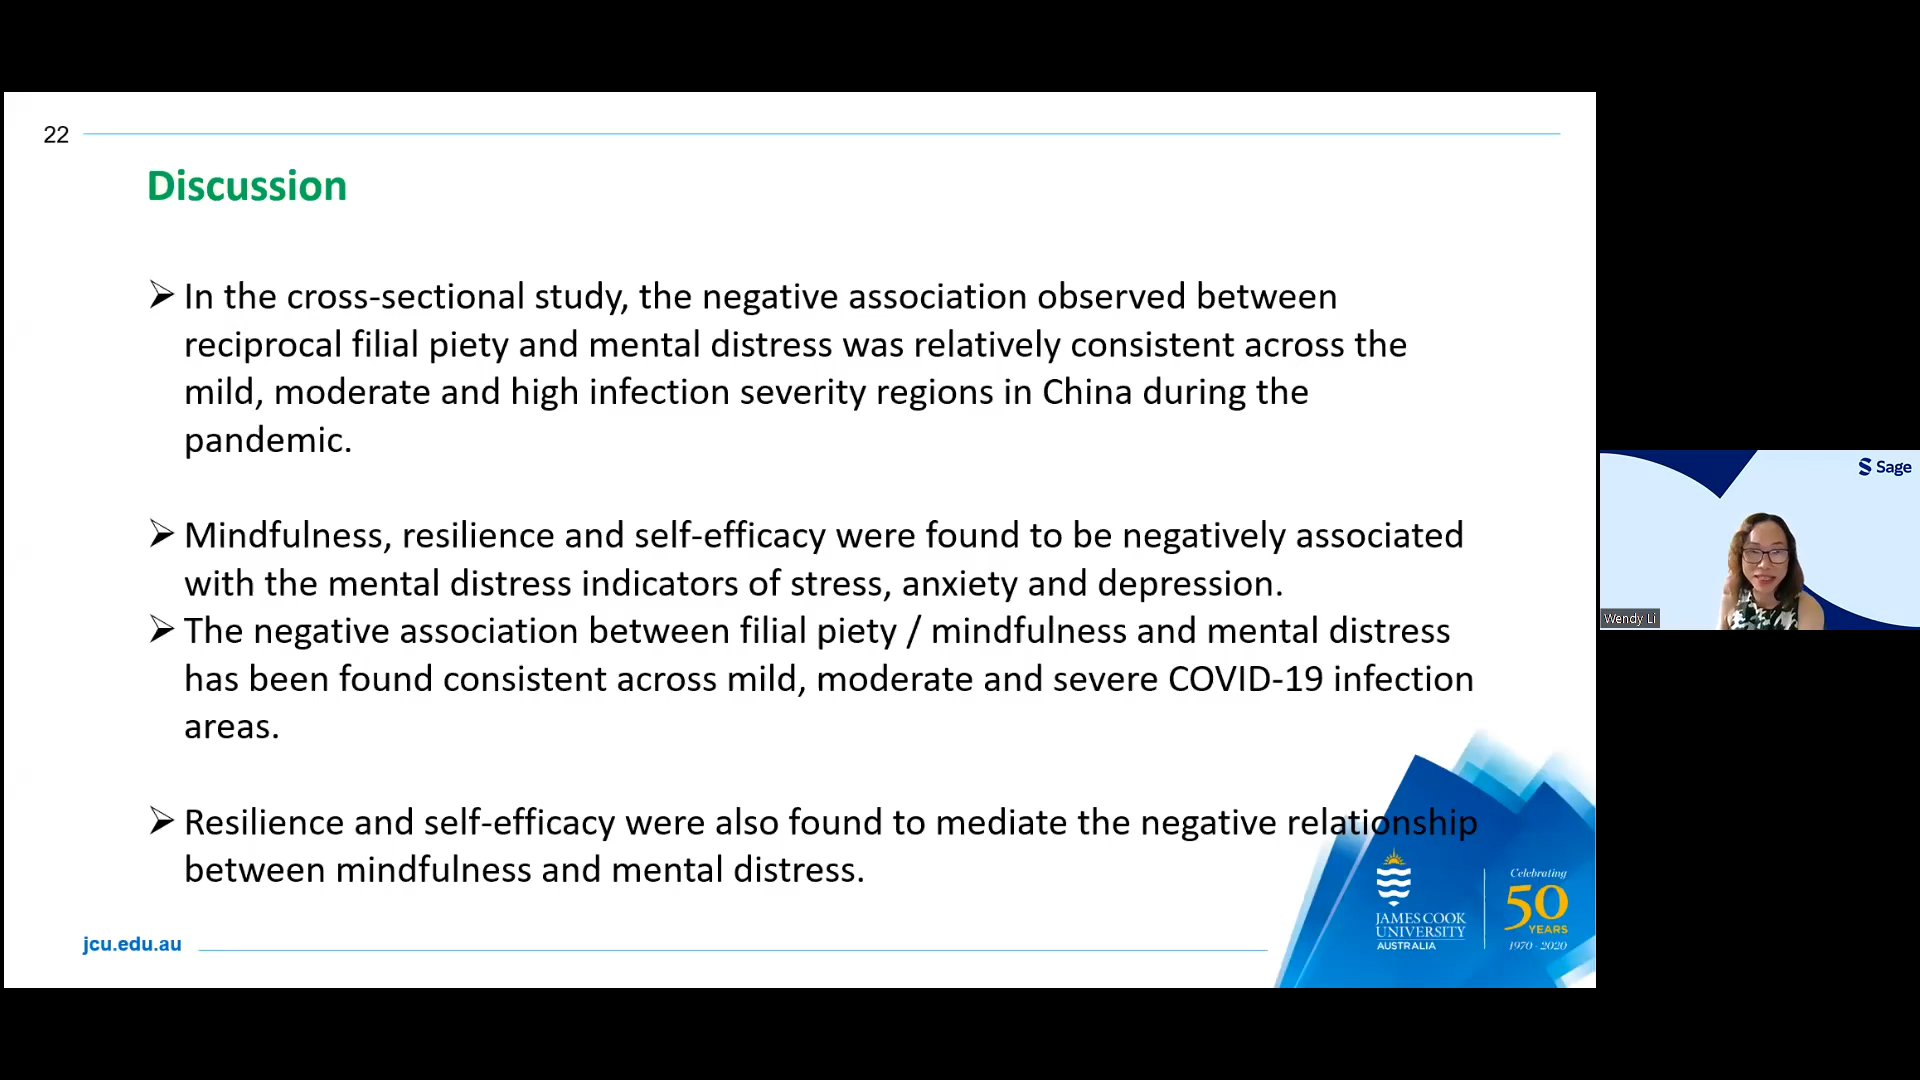 22
Discussion
➢ In the cross-sectional study, the negative association observed between
reciprocal filial piety and mental distress was relatively consistent across the
mild, moderate and high infection severity regions in China during the
pandemic.
➢ Mindfulness, resilience and self-efficacy were found to be negatively associated
with the mental distress indicators of stress, anxiety and depression.
➢ The negative association between filial piety / mindfulness and mental distress
has been found consistent across mild, moderate and severe COVID-19 infection
areas.
➢ Resilience and self-efficacy were also found to mediate the negative relationship
between mindfulness and mental distress.
jcu.edu.au
JAMES COOK
UNIVERSITY
AUSTRALIA
Celebrating
50
YEARS
1970 - 2020
Sage
Wendy Li